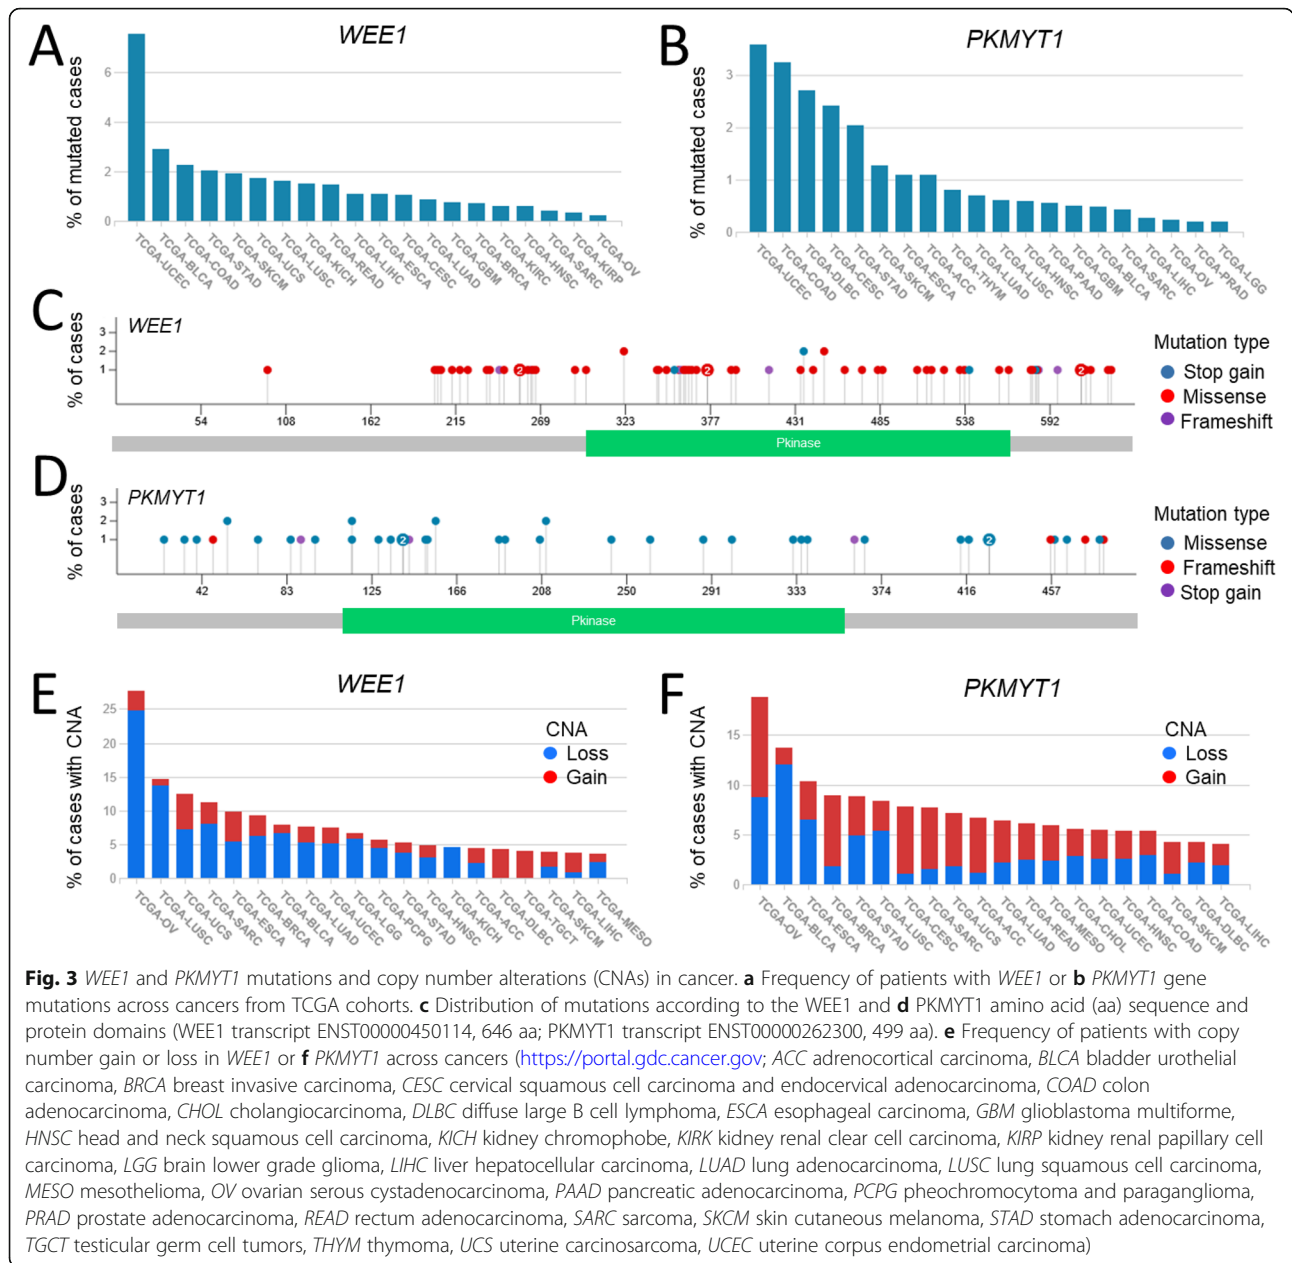 A
WEE1
% of mutated cases
6
4
2
0
TCGA-UCEC
TCGA-BLCA
TCGA-COAD
TCGA-STAD
TCGA-SKCM
TCGA-UCS
TCGA-LUSC
TCGA-KICH
TCGA-READ
TCGA-LIHC
TCGA-ESCA
TCGA-CESC
TCGA-LUAD
TCGA-GBM
TCGA-BRCA
TCGA-KIRC
TCGA-HNSC
TCGA-SARC
TCGA-KIRP
TCGA-OV
B
PKMYT1
% of mutated cases
3
2
1
0
TCGA-UCEC
TCGA-COAD
TCGA-DLBC
TCGA-CESC
TCGA-STAD
TCGA-SKCM
TCGA-ESCA
TCGA-ACC
TCGA-THYM
TCGA-LUAD
TCGA-LUSC
TCGA-HNSC
TCGA-PAAD
TCGA-GBM
TCGA-BLCA
TCGA-SARC
TCGA-LIHC
TCGA-OV
TCGA-PRAD
TCGA-LGG
C
WEE1
% of cases
3
2
1
2 2 2
54 108 162 215 269 323 377 431 485 538 592
Pkinase
Mutation type
Stop gain
Missense
Frameshift
D
PKMYT1
% of cases
3
2
1
2 2
42 83 125 166 208 250 291 333 374 416 457
Pkinase
Mutation type
Missense
Frameshift
Stop gain
E
WEE1
% of cases with CNA
25
20
15
10
5
0
CNA
Loss
Gain
TCGA-OV
TCGA-LUSC
TCGA-UCS
TCGA-SARC
TCGA-ESCA
TCGA-BRCA
TCGA-BLCA
TCGA-LUAD
TCGA-UCEC
TCGA-LGG
TCGA-PCPG
TCGA-STAD
TCGA-HNSC
TCGA-KICH
TCGA-ACC
TCGA-DLBC
TCGA-TGCT
TCGA-SKCM
TCGA-LIHC
TCGA-MESO
F
PKMYT1
% of cases with CNA
15
10
5
0
CNA
Loss
Gain
TCGA-OV
TCGA-BLCA
TCGA-ESCA
TCGA-BRCA
TCGA-STAD
TCGA-LUSC
TCGA-CESC
TCGA-SARC
TCGA-UCS
TCGA-ACC
TCGA-LUAD
TCGA-READ
TCGA-MESO
TCGA-CHOL
TCGA-UCEC
TCGA-HNSC
TCGA-COAD
TCGA-SKCM
TCGA-DLBC
TCGA-LIHC
Fig. 3 WEE1 and PKMYT1 mutations and copy number alterations (CNAs) in cancer. a Frequency of patients with WEE1 or b PKMYT1 gene
mutations across cancers from TCGA cohorts. c Distribution of mutations according to the WEE1 and d PKMYT1 amino acid (aa) sequence and
protein domains (WEE1 transcript ENST00000450114, 646 aa; PKMYT1 transcript ENST00000262300, 499 aa). e Frequency of patients with copy
number gain or loss in WEE1 or f PKMYT1 across cancers (https://portal.gdc.cancer.gov; ACC adrenocortical carcinoma, BLCA bladder urothelial
carcinoma, BRCA breast invasive carcinoma, CESC cervical squamous cell carcinoma and endocervical adenocarcinoma, COAD colon
adenocarcinoma, CHOL cholangiocarcinoma, DLBC diffuse large B cell lymphoma, ESCA esophageal carcinoma, GBM glioblastoma multiforme,
HNSC head and neck squamous cell carcinoma, KICH kidney chromophobe, KIRK kidney renal clear cell carcinoma, KIRP kidney renal papillary cell
carcinoma, LGG brain lower grade glioma, LIHC liver hepatocellular carcinoma, LUAD lung adenocarcinoma, LUSC lung squamous cell carcinoma,
MESO mesothelioma, OV ovarian serous cystadenocarcinoma, PAAD pancreatic adenocarcinoma, PCPG pheochromocytoma and paraganglioma,
PRAD prostate adenocarcinoma, READ rectum adenocarcinoma, SARC sarcoma, SKCM skin cutaneous melanoma, STAD stomach adenocarcinoma,
TGCT testicular germ cell tumors, THYM thymoma, UCS uterine carcinosarcoma, UCEC uterine corpus endometrial carcinoma)